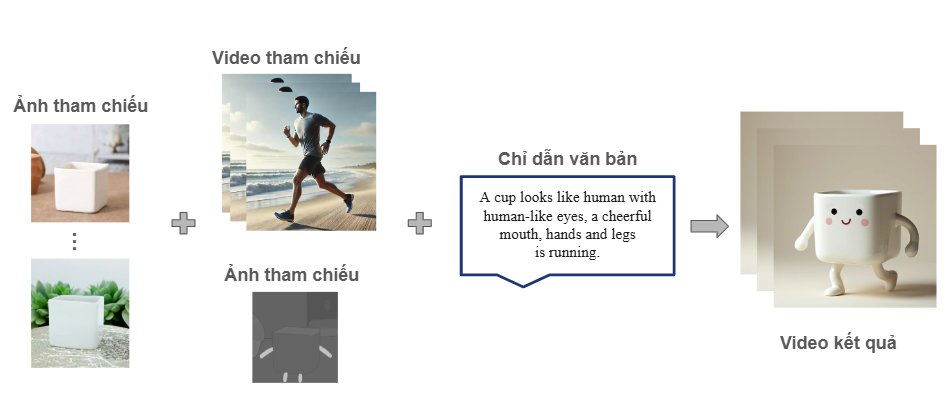 Video tham chiếu
Ảnh tham chiếu
Chỉ dẫn văn bản
A cup looks like human with
human-like eyes, a cheerful
mouth, hands and legs
is running.
Ảnh tham chiếu
Video kết quả